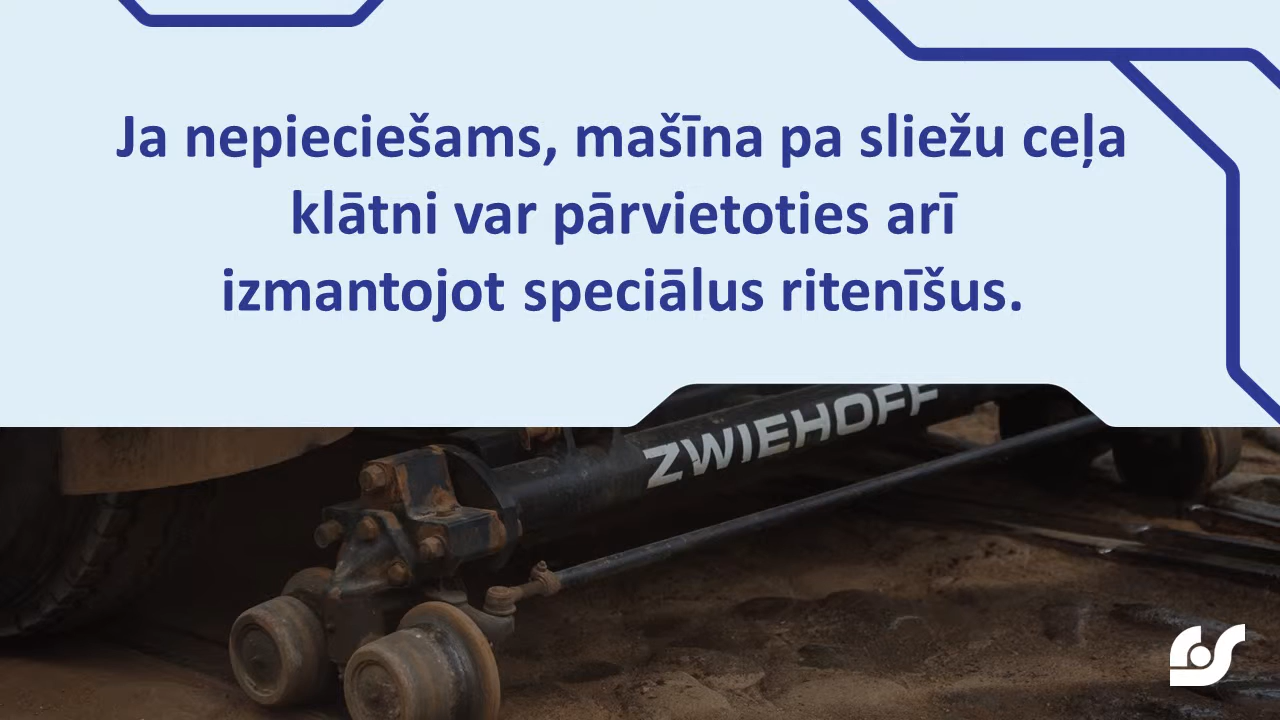 Ja nepieciešams, mašīna pa sliežu ceļa
klātni var pārvietoties arī
izmantojot speciālus ritenīšus.
ZWIEHOFF